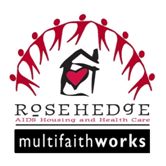 ROSEHEDGE
AIDS Housing and Health Care
multifaithworks